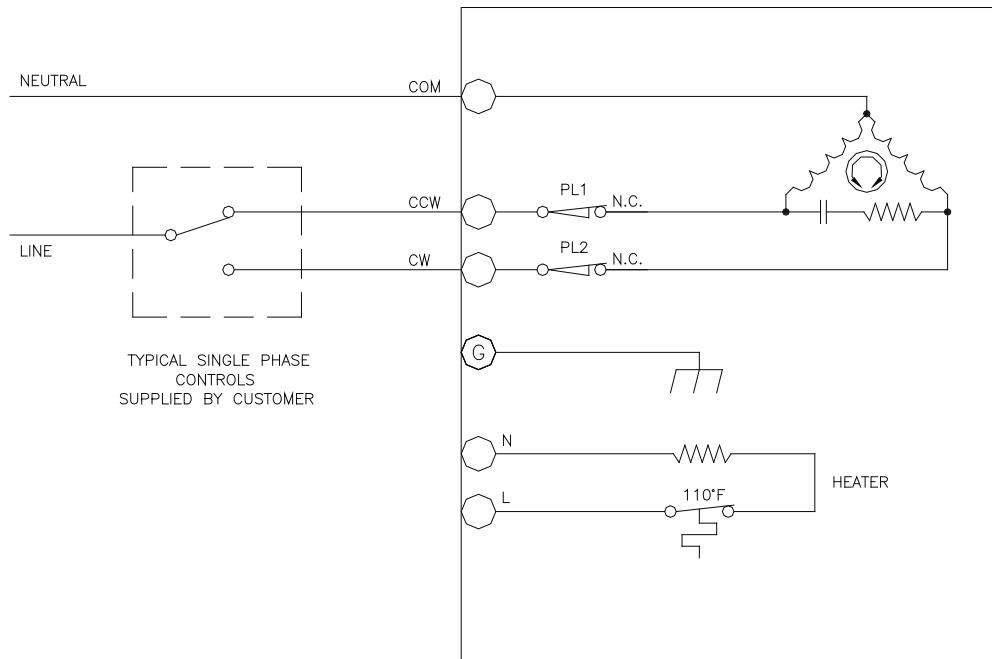 NEUTRAL
COM
PL1
CCW
N.C.
LINE
PL2
CW
N.C.
TYPICAL SINGLE PHASE
CONTROLS
SUPPLIED BY CUSTOMER
G
N
HEATER
L
110°F